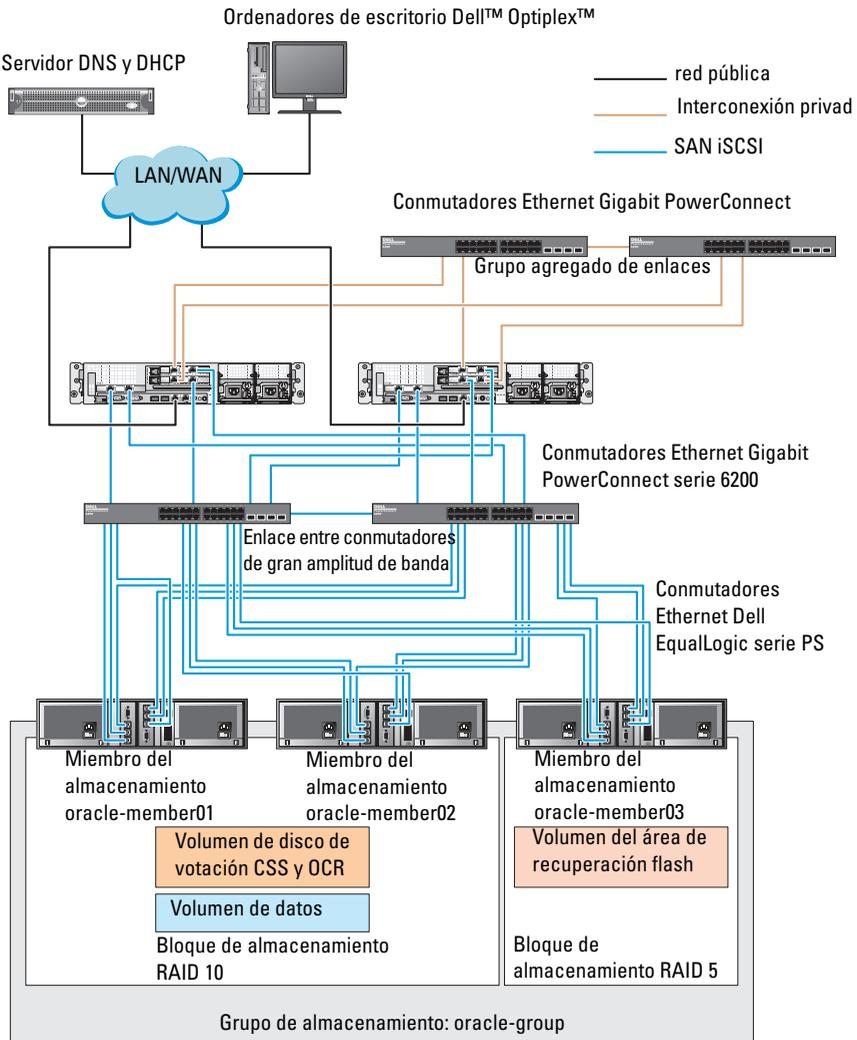 Ordenadores de escritorio Dell™ Optiplex™
Servidor DNS y DHCP
red pública
Interconexión privad
SAN iSCSI
LAN/WAN
Conmutadores Ethernet Gigabit PowerConnect
Grupo agregado de enlaces
Conmutadores Ethernet Gigabit
PowerConnect serie 6200
Enlace entre conmutadores
de gran amplitud de banda
Conmutadores
Ethernet Dell
EqualLogic serie PS
Miembro del
almacenamiento
oracle-member01
Miembro del
almacenamiento
oracle-member02
Miembro del
almacenamiento
oracle-member03
Volumen de disco de
votación CSS y OCR
Volumen del área de
recuperación flash
Volumen de datos
Bloque de almacenamiento
RAID 10
Bloque de
almacenamiento RAID 5
Grupo de almacenamiento: oracle-group